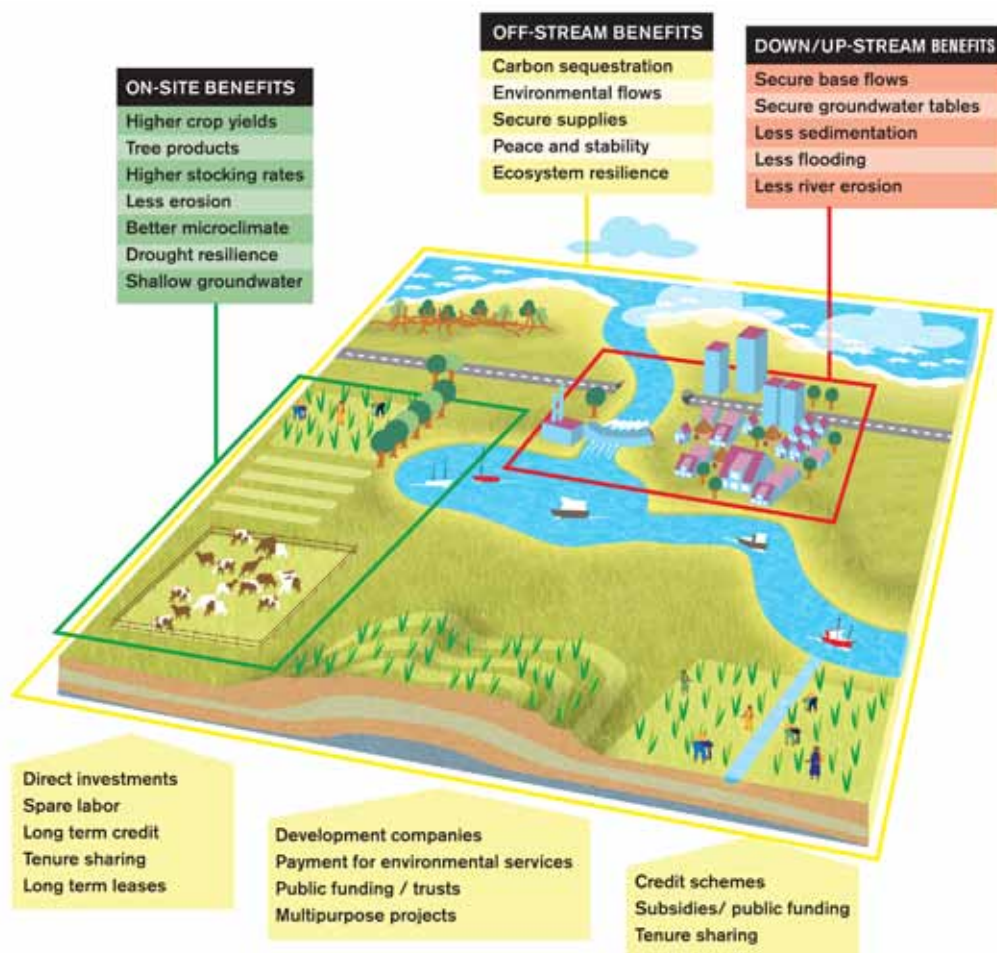 OFF-STREAM BENEFITS
Carbon sequestration
Environmental flows
Secure supplies
Peace and stability
Ecosystem resilience
DOWN/UP-STREAM BENEFITS
Secure base flows
Secure groundwater tables
Less sedimentation
Less flooding
Less river erosion
ON-SITE BENEFITS
Higher crop yields
Tree products
Higher stocking rates
Less erosion
Better microclimate
Drought resilience
Shallow groundwater
Direct investments
Spare labor
Long term credit
Tenure sharing
Long term leases
Development companies
Payment for environmental services
Public funding / trusts
Multipurpose projects
Credit schemes
Subsidies/ public funding
Tenure sharing